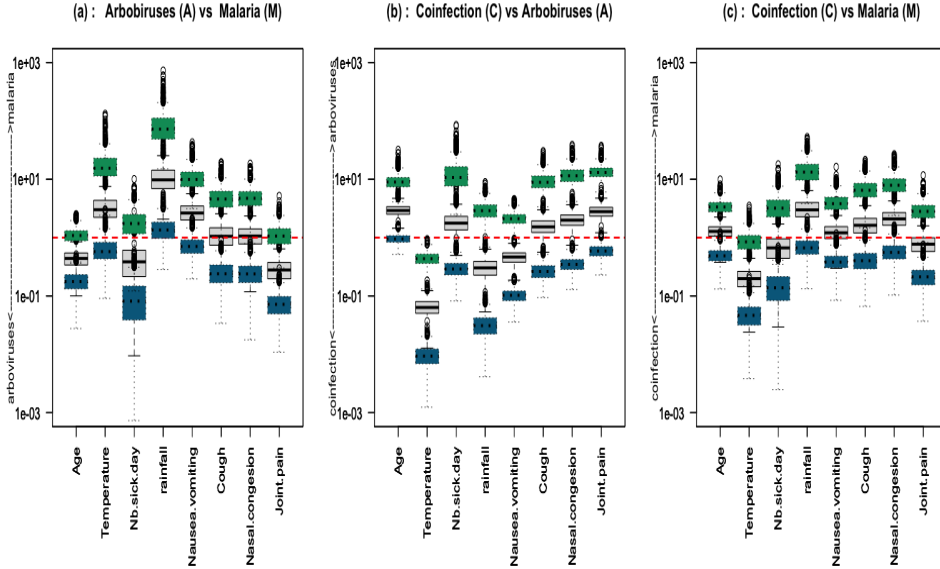 (a) : Arbobiruses (A) vs Malaria (M)
1e+03
1e+01
1e-01
1e-03
arboviruses<------------->malaria
Age
Temperature
Nb.sick.day
rainfall
Nausea.vomiting
Cough
Nasal.congesion
Joint.pain
(b) : Coinfection (C) vs Arbobiruses (A)
1e+03
1e+01
1e-01
1e-03
coinfection<------------->arboviruses
Age
Temperature
Nb.sick.day
rainfall
Nausea.vomiting
Cough
Nasal.congesion
Joint.pain
(c) : Coinfection (C) vs Malaria (M)
1e+03
1e+01
1e-01
1e-03
coinfection<------------->malaria
Age
Temperature
Nb.sick.day
rainfall
Nausea.vomiting
Cough
Nasal.congesion
Joint.pain